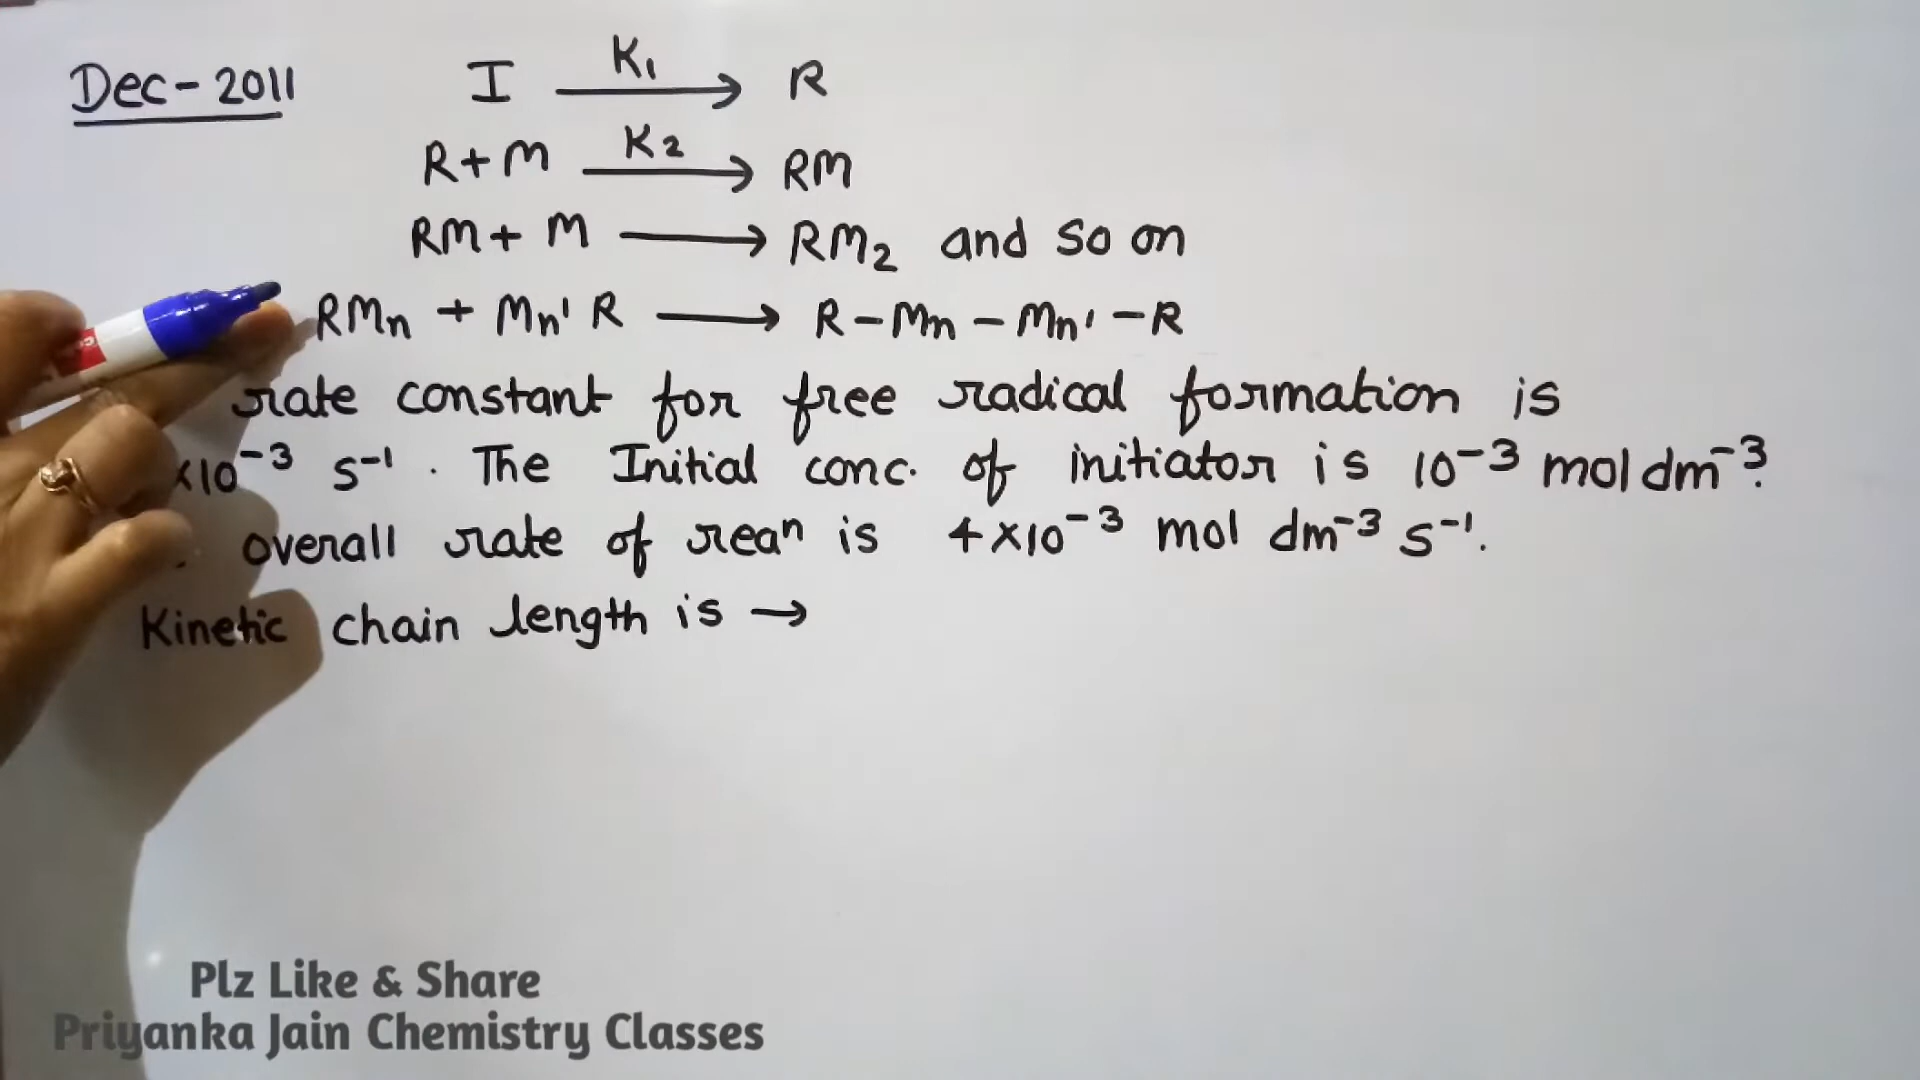 Dec-2011
I —K1→ R
R+M —K2→ RM
RM + M ⟶ RM2 and so on
RMn + Mn' R ⟶ R-Mn-Mn'-R
rate constant for free radical formation is
×10⁻³ s⁻¹. The Initial conc. of initiator is 10⁻³ mol dm⁻³.
overall rate of reaⁿ is 4×10⁻³ mol dm⁻³ s⁻¹.
Kinetic chain length is →
Plz Like & Share
Priyanka Jain Chemistry Classes